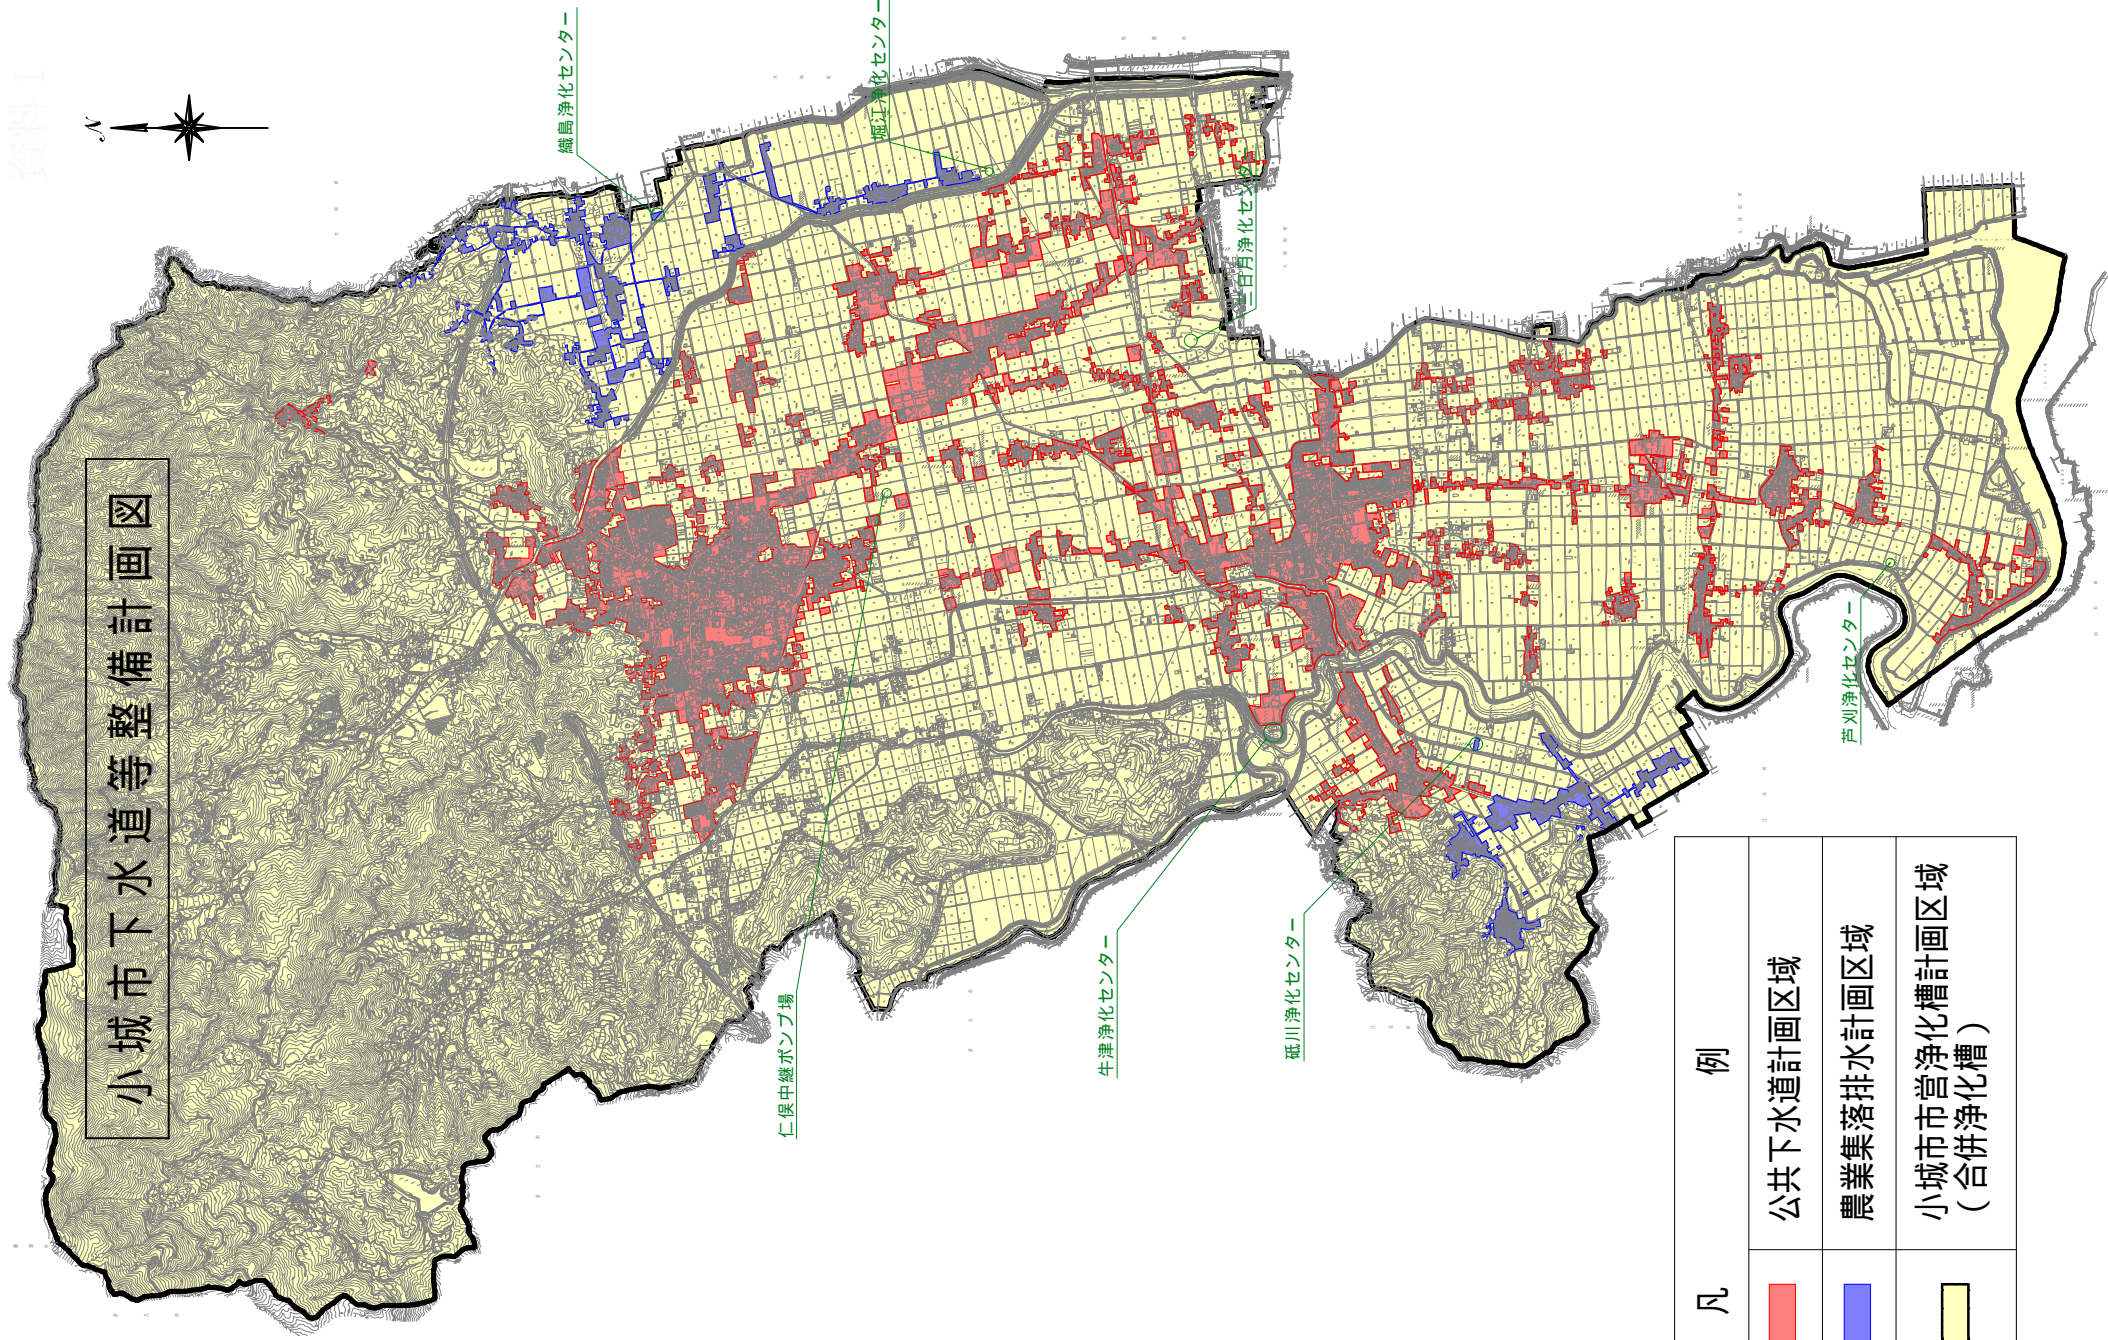 資料1
小城市下水道等整備計画図
N
織島浄化センター
堀江浄化センター
三日月浄化センター
仁俣中継ポンプ場
牛津浄化センター
砥川浄化センター
芦刈浄化センター
凡例
公共下水道計画区域
農業集落排水計画区域
小城市市営浄化槽計画区域
(合併浄化槽)